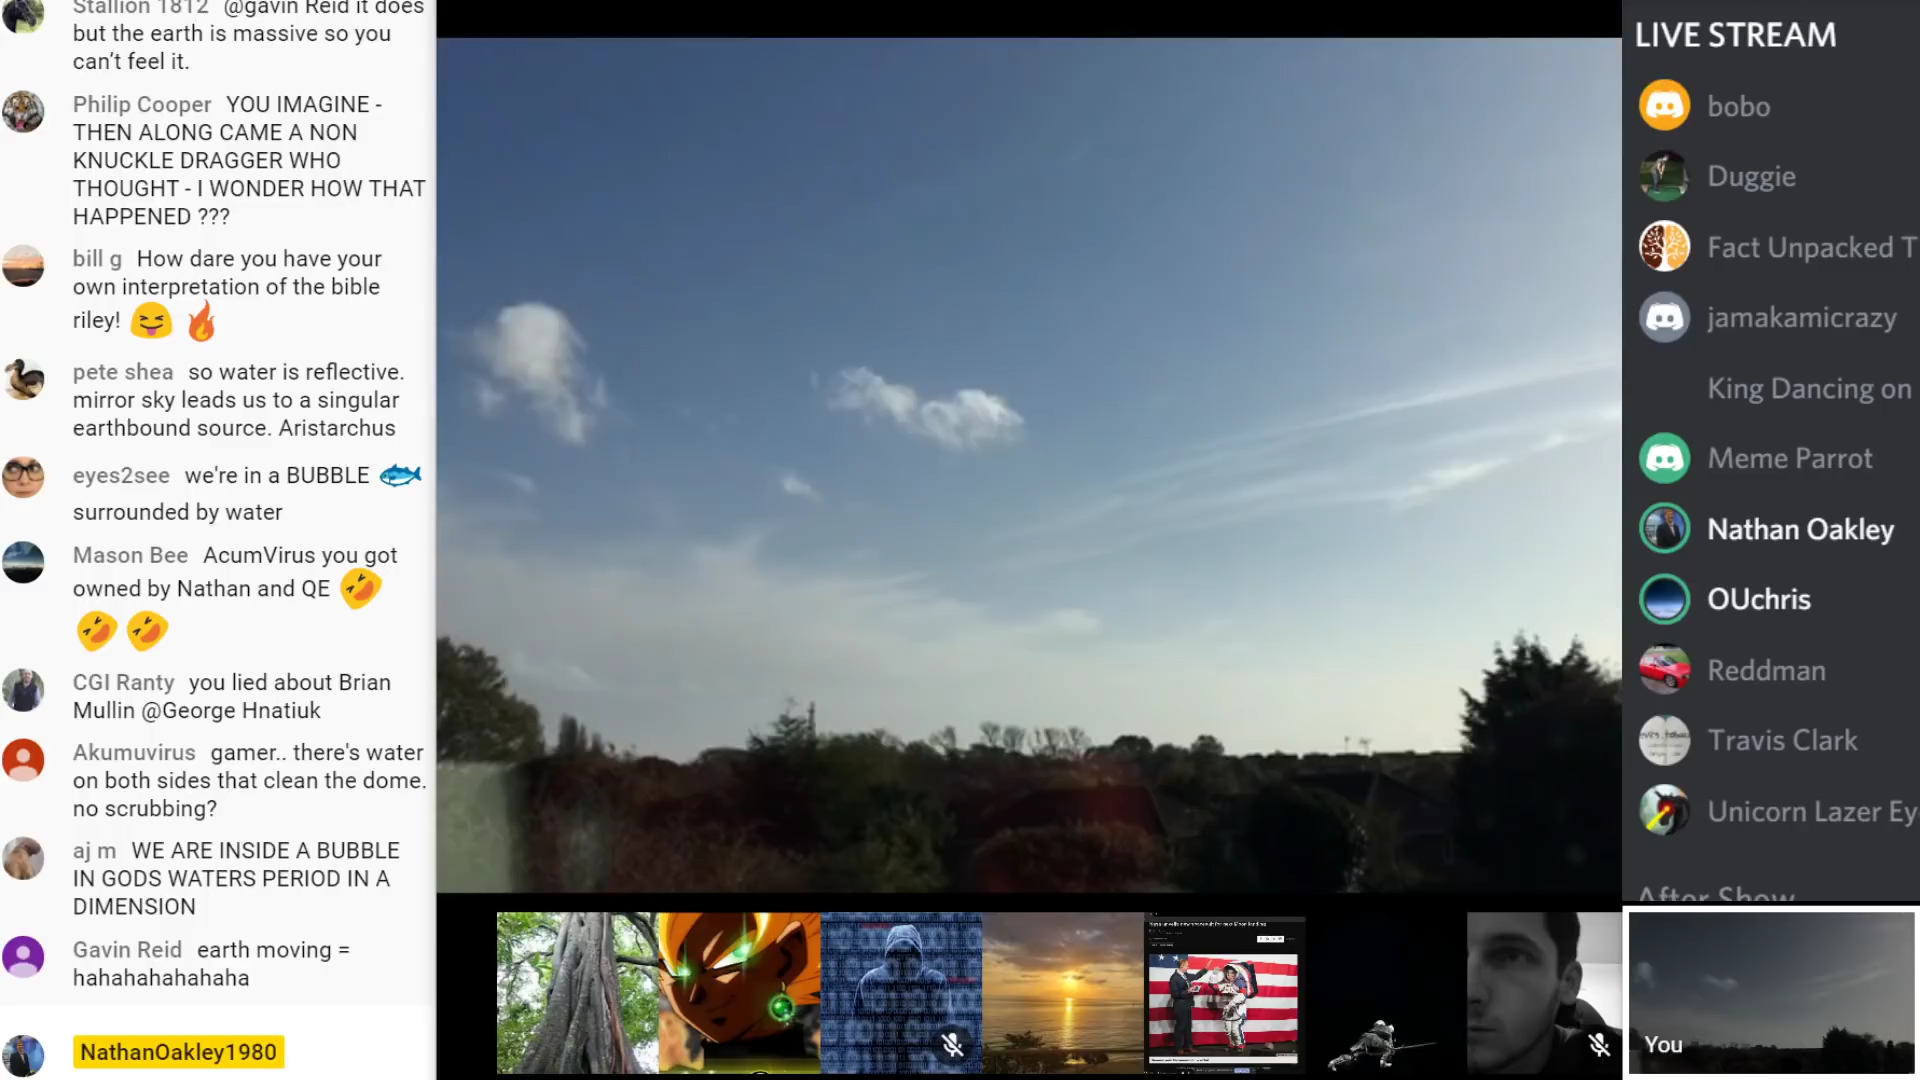 Stallion 1812 @gavin Reid it does
but the earth is massive so you
can’t feel it.
Philip Cooper YOU IMAGINE -
THEN ALONG CAME A NON
KNUCKLE DRAGGER WHO
THOUGHT - I WONDER HOW THAT
HAPPENED ???
bill g How dare you have your
own interpretation of the bible
riley! 😝 🔥
pete shea so water is reflective.
mirror sky leads us to a singular
earthbound source. Aristarchus
eyes2see we're in a BUBBLE 🐟
surrounded by water
Mason Bee AcumVirus you got
owned by Nathan and QE 🤣
🤣 🤣
CGI Ranty you lied about Brian
Mullin @George Hnatiuk
Akumuvirus gamer.. there's water
on both sides that clean the dome.
no scrubbing?
aj m WE ARE INSIDE A BUBBLE
IN GODS WATERS PERIOD IN A
DIMENSION
Gavin Reid earth moving =
hahahahahahaha
NathanOakley1980
LIVE STREAM
bobo
Duggie
Fact Unpacked T
jamakamicrazy
King Dancing on
Meme Parrot
Nathan Oakley
OUchris
Reddman
Travis Clark
Unicorn Lazer Ey
After Show
You